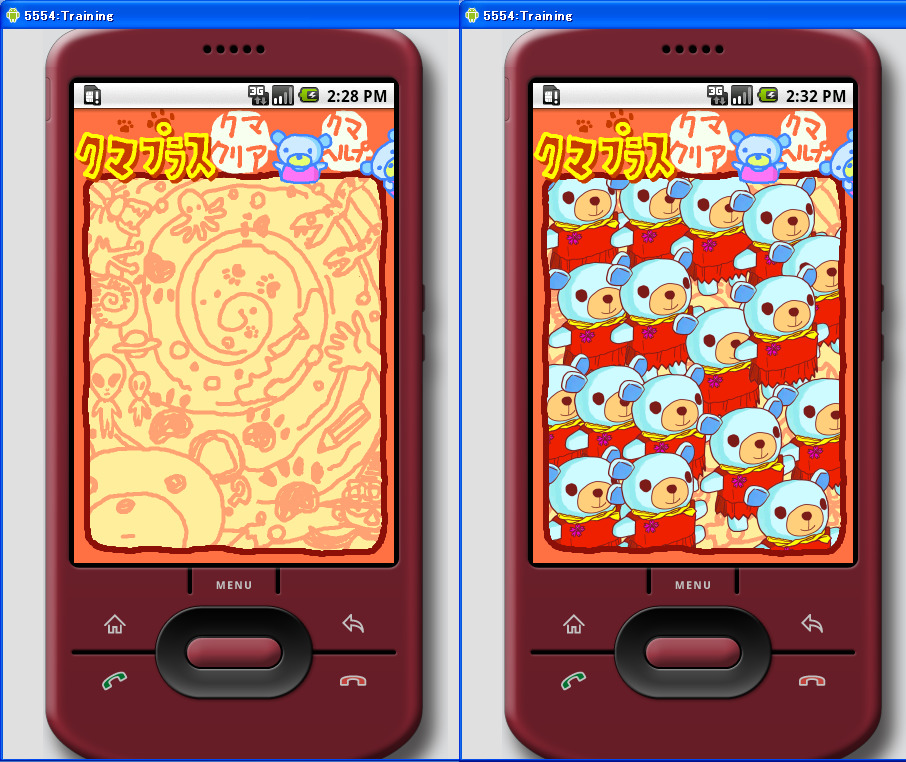 5554:Training
3G
2:28 PM
クマプラス
クマ
クリア
クマ
ヘルプ
MENU
5554:Training
3G
2:32 PM
クマプラス
クマ
クリア
クマ
ヘルプ
MENU